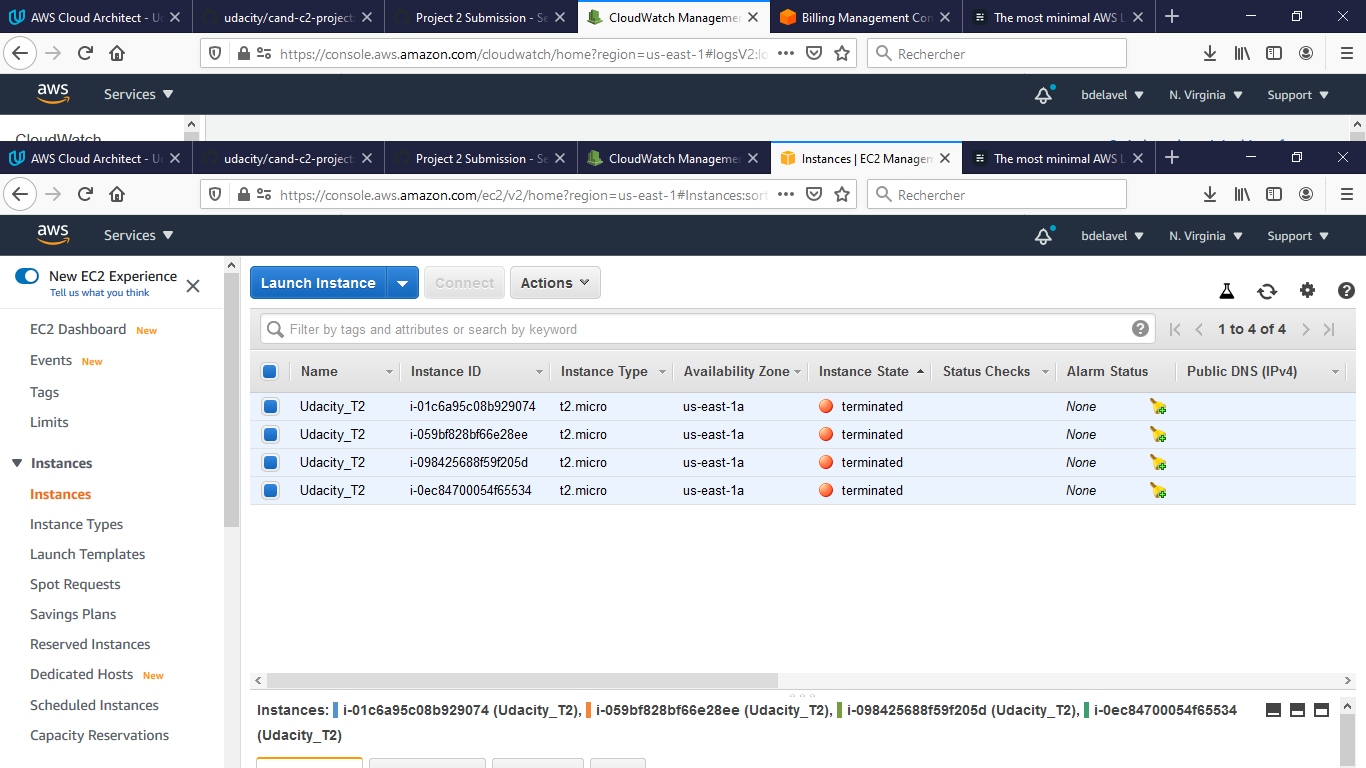 AWS Cloud Architect - Ud udacity/cand-c2-project Project 2 Submission - Se CloudWatch Manageme Billing Management Con The most minimal AWS L
https://console.aws.amazon.com/cloudwatch/home?region=us-east-1#logsV2:lo Rechercher
aws Services bdelavel N. Virginia Support
CloudWatch
AWS Cloud Architect - Ud udacity/cand-c2-project Project 2 Submission - Se CloudWatch Manageme Instances | EC2 Managem The most minimal AWS L
https://console.aws.amazon.com/ec2/v2/home?region=us-east-1#Instances:sort Rechercher
aws Services bdelavel N. Virginia Support
New EC2 Experience
Tell us what you think
EC2 Dashboard New
Events New
Tags
Limits
Instances
Instances
Instance Types
Launch Templates
Spot Requests
Savings Plans
Reserved Instances
Dedicated Hosts New
Scheduled Instances
Capacity Reservations
Launch Instance Connect Actions
Filter by tags and attributes or search by keyword 1 to 4 of 4
Name Instance ID Instance Type Availability Zone Instance State Status Checks Alarm Status Public DNS (IPv4)
Udacity_T2 i-01c6a95c08b929074 t2.micro us-east-1a terminated None
Udacity_T2 i-059bf828bf66e28ee t2.micro us-east-1a terminated None
Udacity_T2 i-098425688f59f205d t2.micro us-east-1a terminated None
Udacity_T2 i-0ec84700054f65534 t2.micro us-east-1a terminated None
Instances: i-01c6a95c08b929074 (Udacity_T2), i-059bf828bf66e28ee (Udacity_T2), i-098425688f59f205d (Udacity_T2), i-0ec84700054f65534
(Udacity_T2)